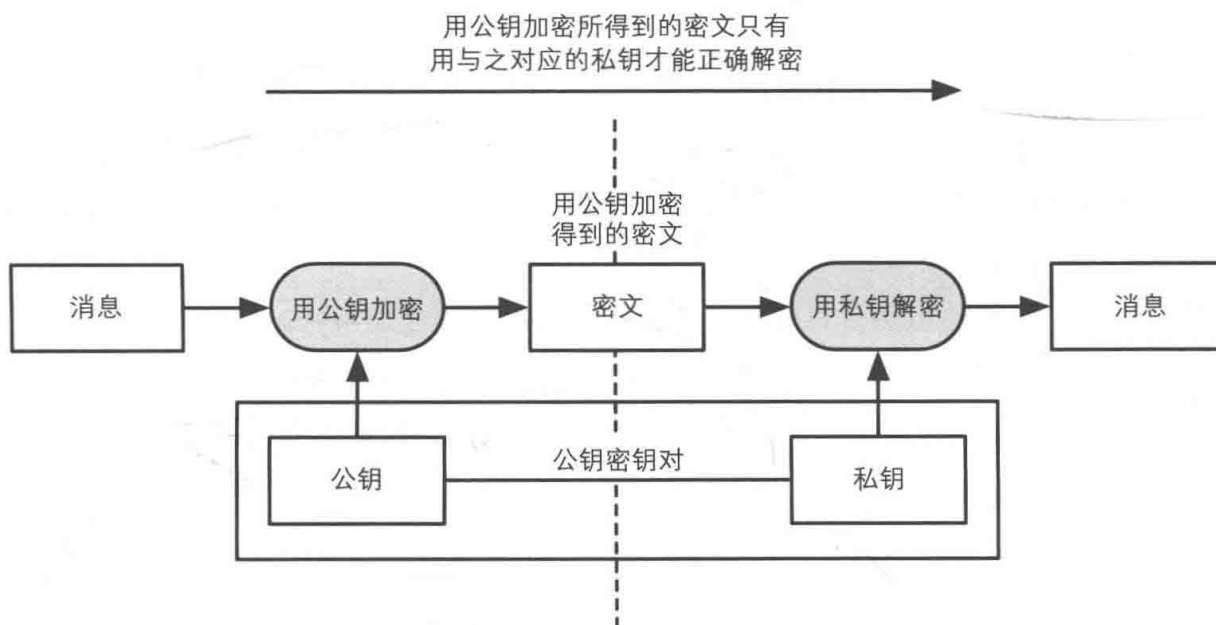 用公钥加密所得到的密文只有
用与之对应的私钥才能正确解密
用公钥加密
得到的密文
消息
用公钥加密
密文
用私钥解密
消息
公钥
公钥密钥对
私钥